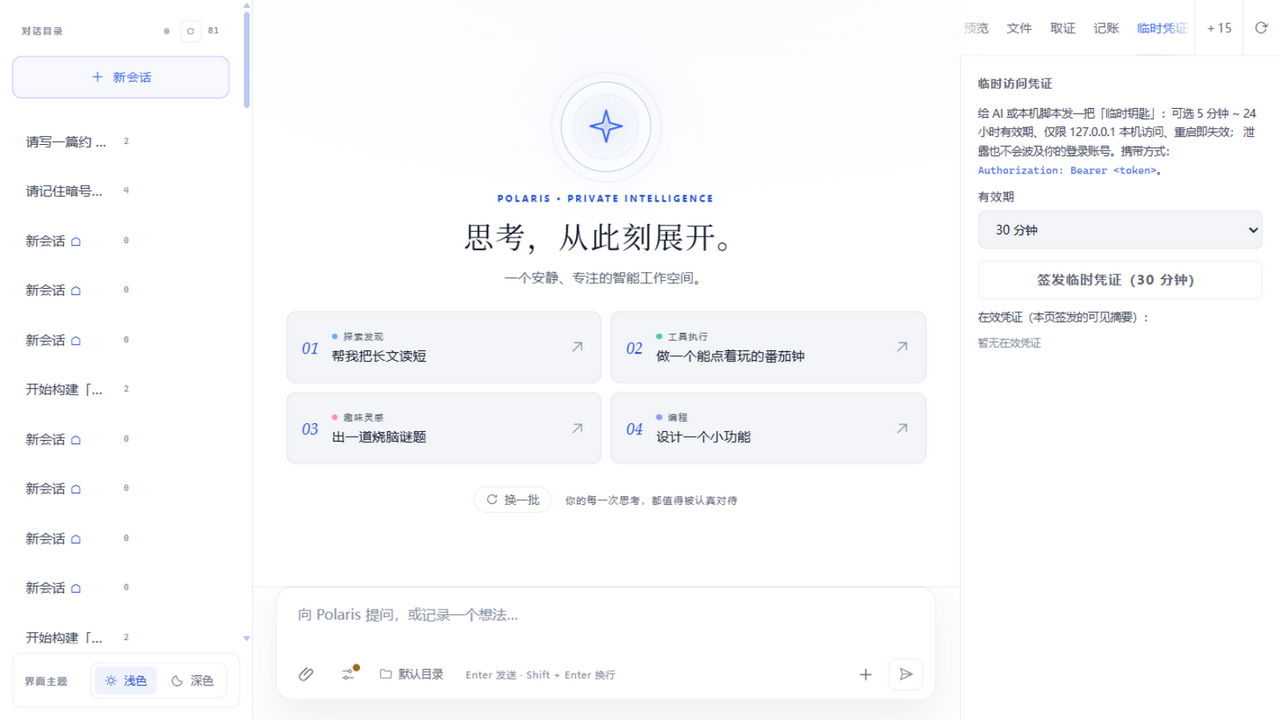 对话目录
81
新会话
请写一篇约 ...
2
请记住暗号...
4
新会话
0
新会话
0
新会话
0
开始构建「...
2
新会话
0
新会话
0
新会话
0
新会话
0
开始构建「...
2
界面主题
浅色
深色
POLARIS • PRIVATE INTELLIGENCE
思考，从此刻展开。
一个安静、专注的智能工作空间。
01
探索发现
帮我把长文读短
02
工具执行
做一个能点着玩的番茄钟
03
趣味灵感
出一道烧脑谜题
04
编程
设计一个小功能
换一批
你的每一次思考，都值得被认真对待
向 Polaris 提问，或记录一个想法...
默认目录
Enter 发送 · Shift + Enter 换行
预览
文件
取证
记账
临时凭证
+ 15
临时访问凭证
给 AI 或本机脚本发一把「临时钥匙」：可选 5 分钟 ~ 24
小时有效期、仅限 127.0.0.1 本机访问、重启即失效； 泄
露也不会波及你的登录账号。携带方式：
Authorization: Bearer <token>。
有效期
30 分钟
签发临时凭证（30 分钟）
在效凭证（本页签发的可见摘要）：
暂无在效凭证